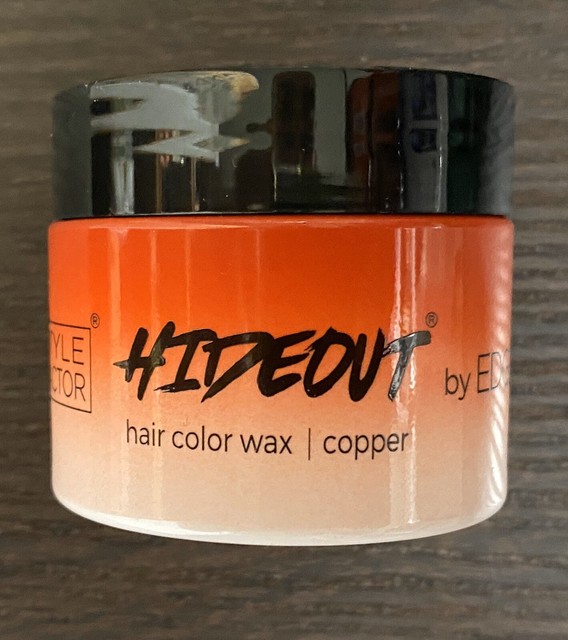 HIDEOUT®
by
hair color wax | copper